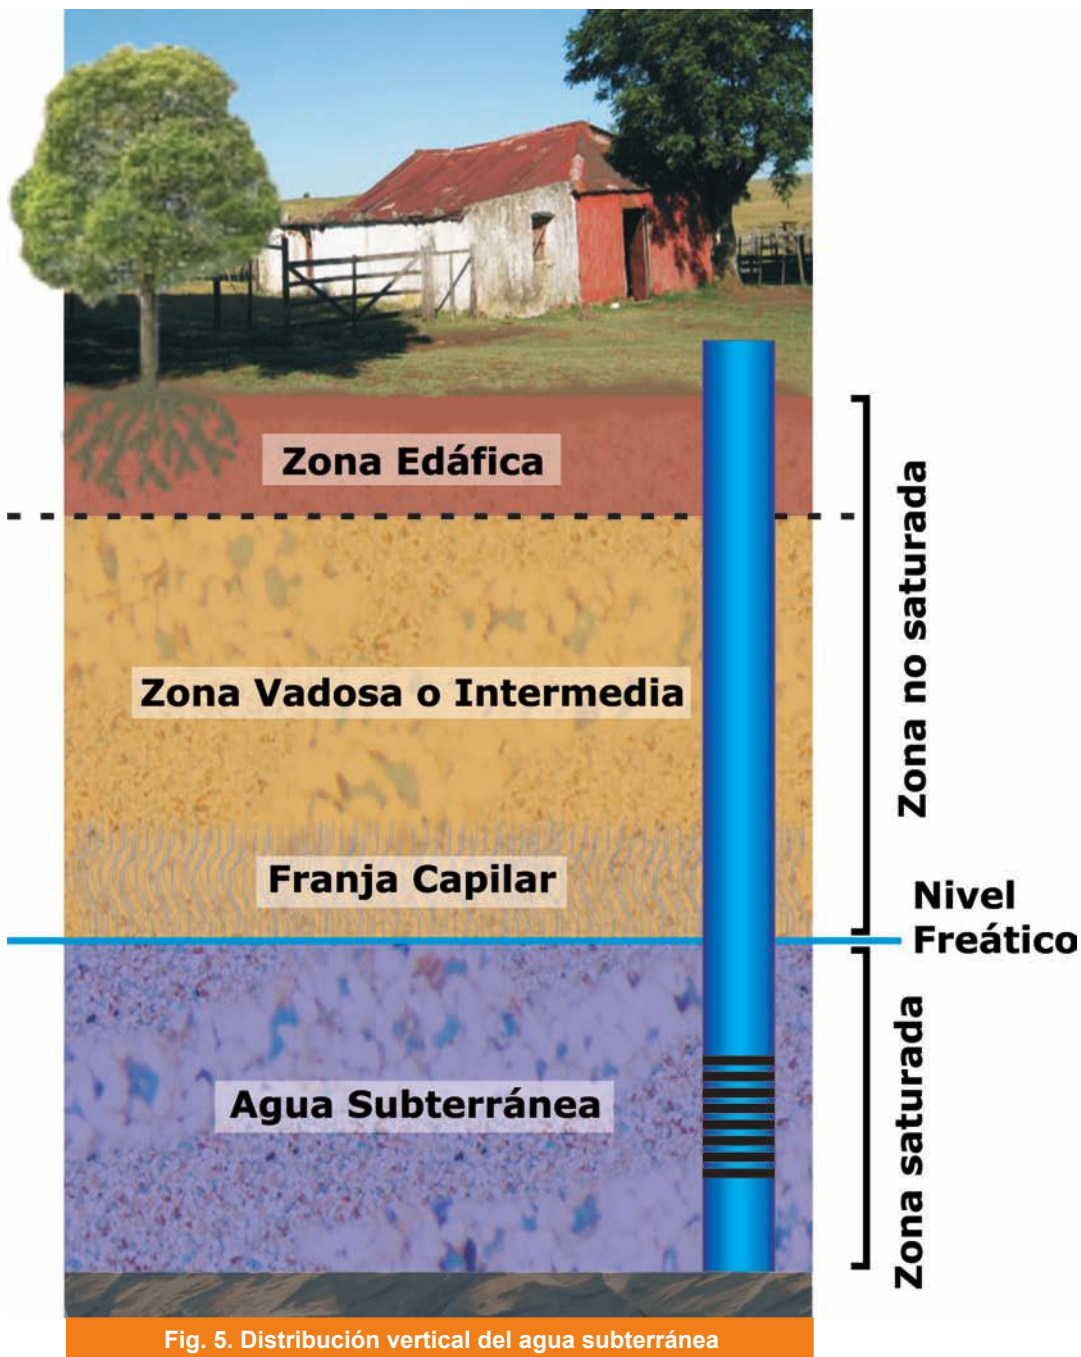 Zona Edáfica
Zona Vadosa o Intermedia
Franja Capilar
Zona no saturada
Nivel
Freático
Agua Subterránea
Zona saturada
Fig. 5. Distribución vertical del agua subterránea